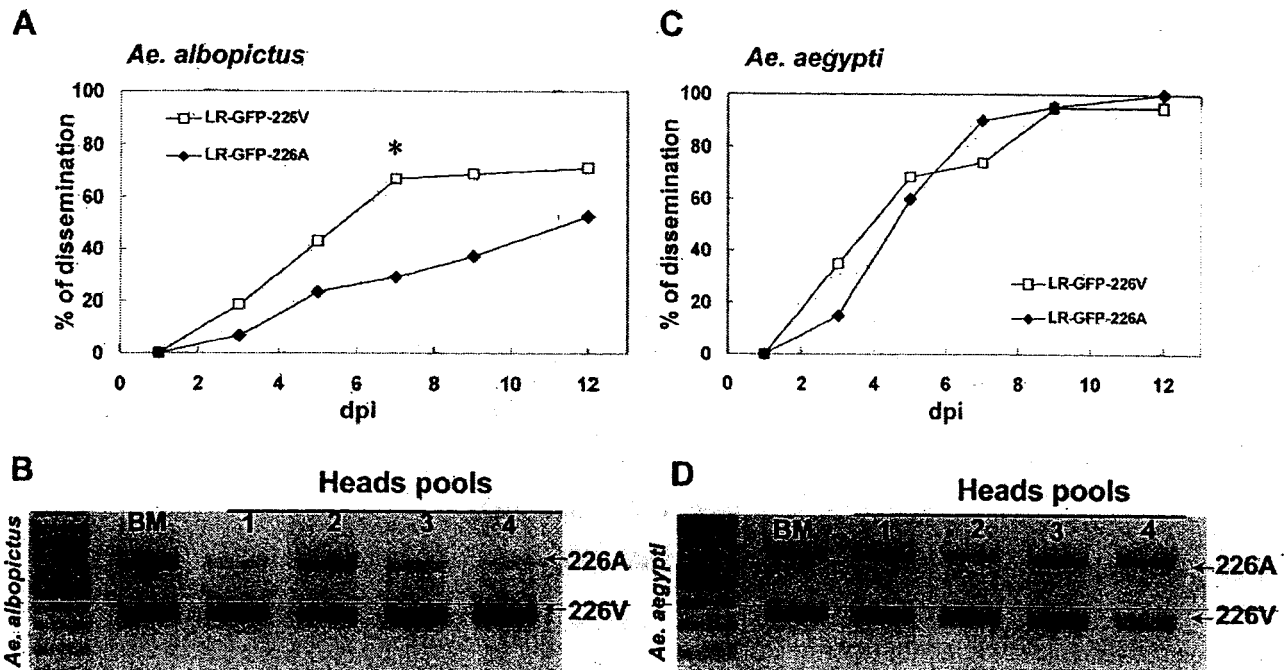 A
Ae. albopictus
% of dissemination
100
80
60
40
20
0
LR-GFP-226V
LR-GFP-226A
*
0 2 4 6 8 10 12
dpi
C
Ae. aegypti
% of dissemination
100
80
60
40
20
0
LR-GFP-226V
LR-GFP-226A
0 2 4 6 8 10 12
dpi
B
Heads pools
Ae. albopictus
BM 1 2 3 4
226A
226V
D
Heads pools
Ae. aegypti
BM 1 2 3 4
226A
226V